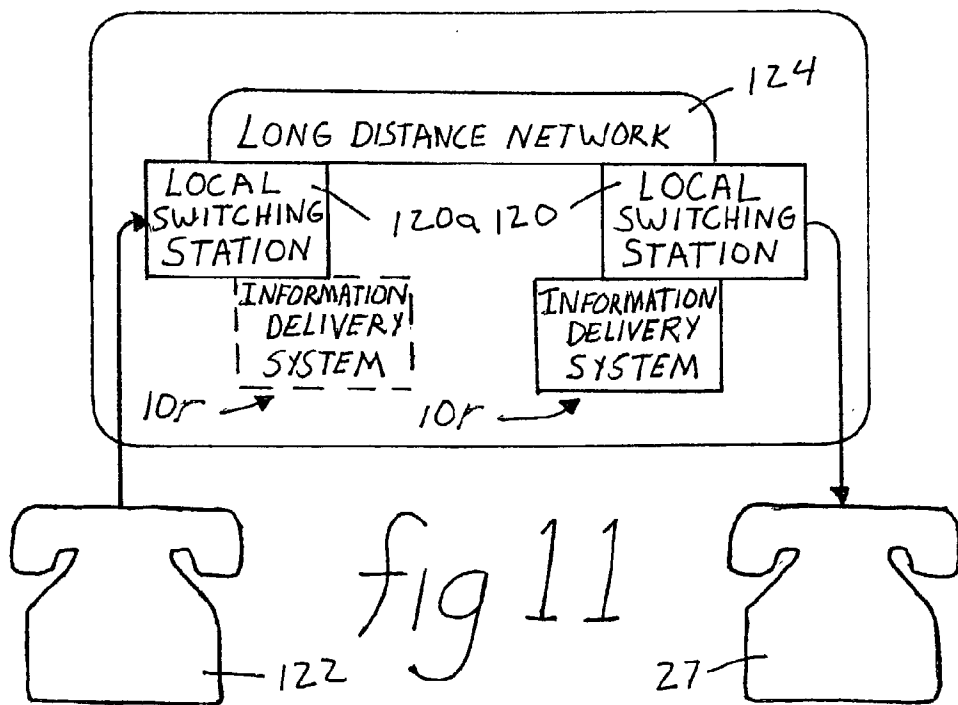 124
LONG DISTANCE NETWORK
LOCAL
SWITCHING
STATION
120a 120
LOCAL
SWITCHING
STATION
INFORMATION
DELIVERY
SYSTEM
INFORMATION
DELIVERY
SYSTEM
10r
10r
fig 11
122
27